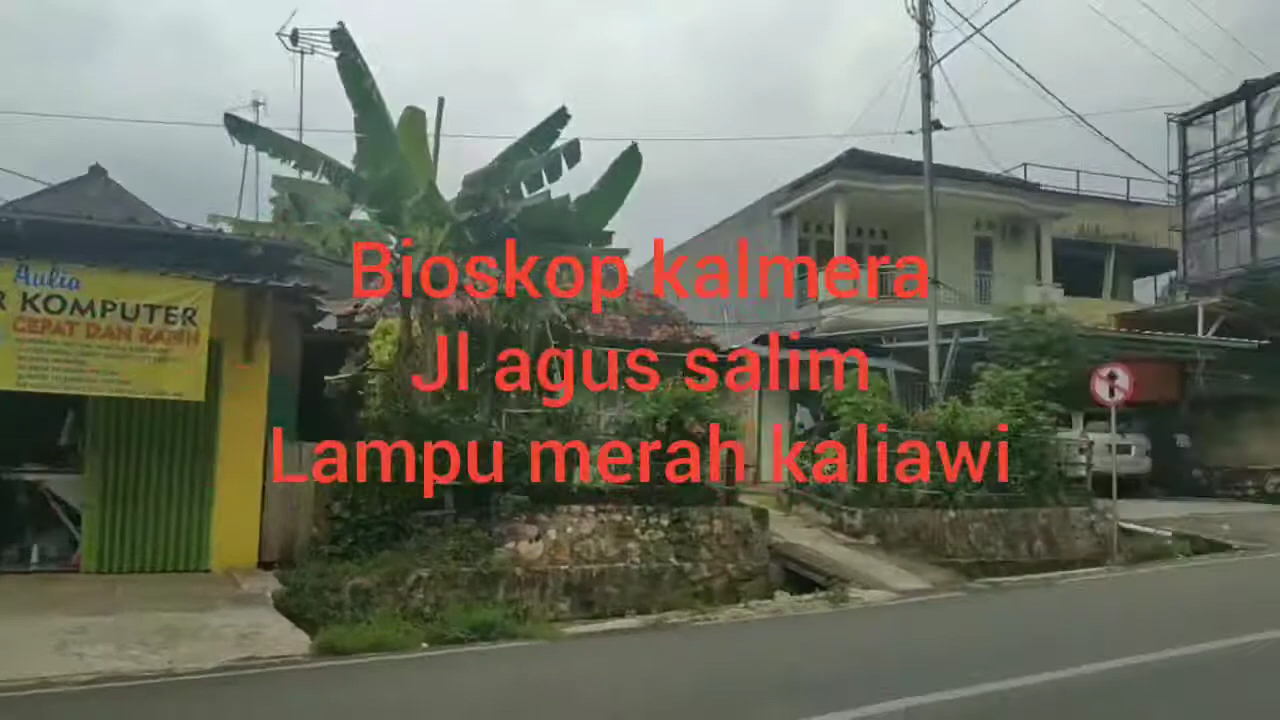 Aulia
R KOMPUTER
CEPAT DAN RAPIH
Bioskop kalmera
Jl agus salim
Lampu merah kaliawi